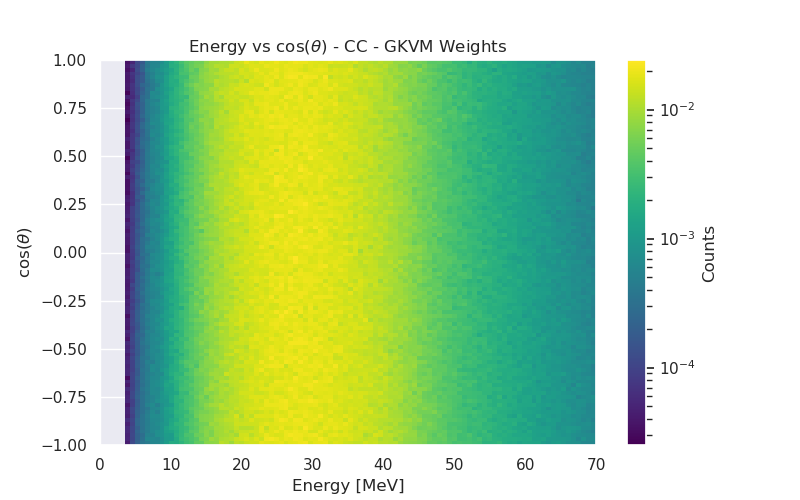 Energy vs cos(θ) - CC - GKVM Weights
1.00
0.75
0.50
0.25
0.00
−0.25
−0.50
−0.75
−1.00
cos(θ)
0 10 20 30 40 50 60 70
Energy [MeV]
10⁻²
10⁻³
10⁻⁴
Counts